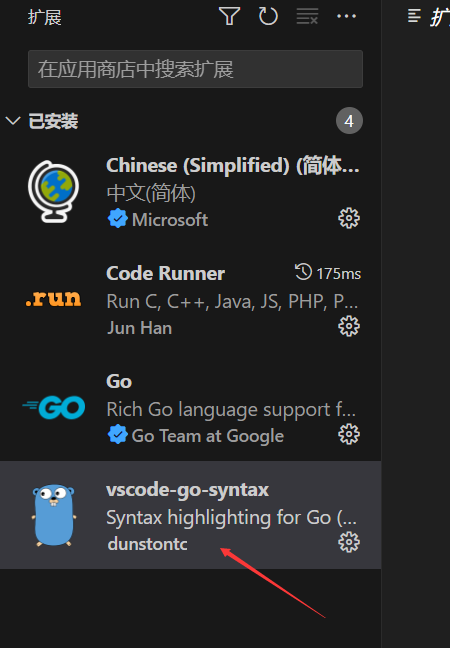 扩展
扩
在应用商店中搜索扩展
已安装 4
Chinese (Simplified) (简体...
中文(简体)
Microsoft
Code Runner 175ms
.run Run C, C++, Java, JS, PHP, P...
Jun Han
Go
GO Rich Go language support f...
Go Team at Google
vscode-go-syntax
Syntax highlighting for Go (...
dunstontc